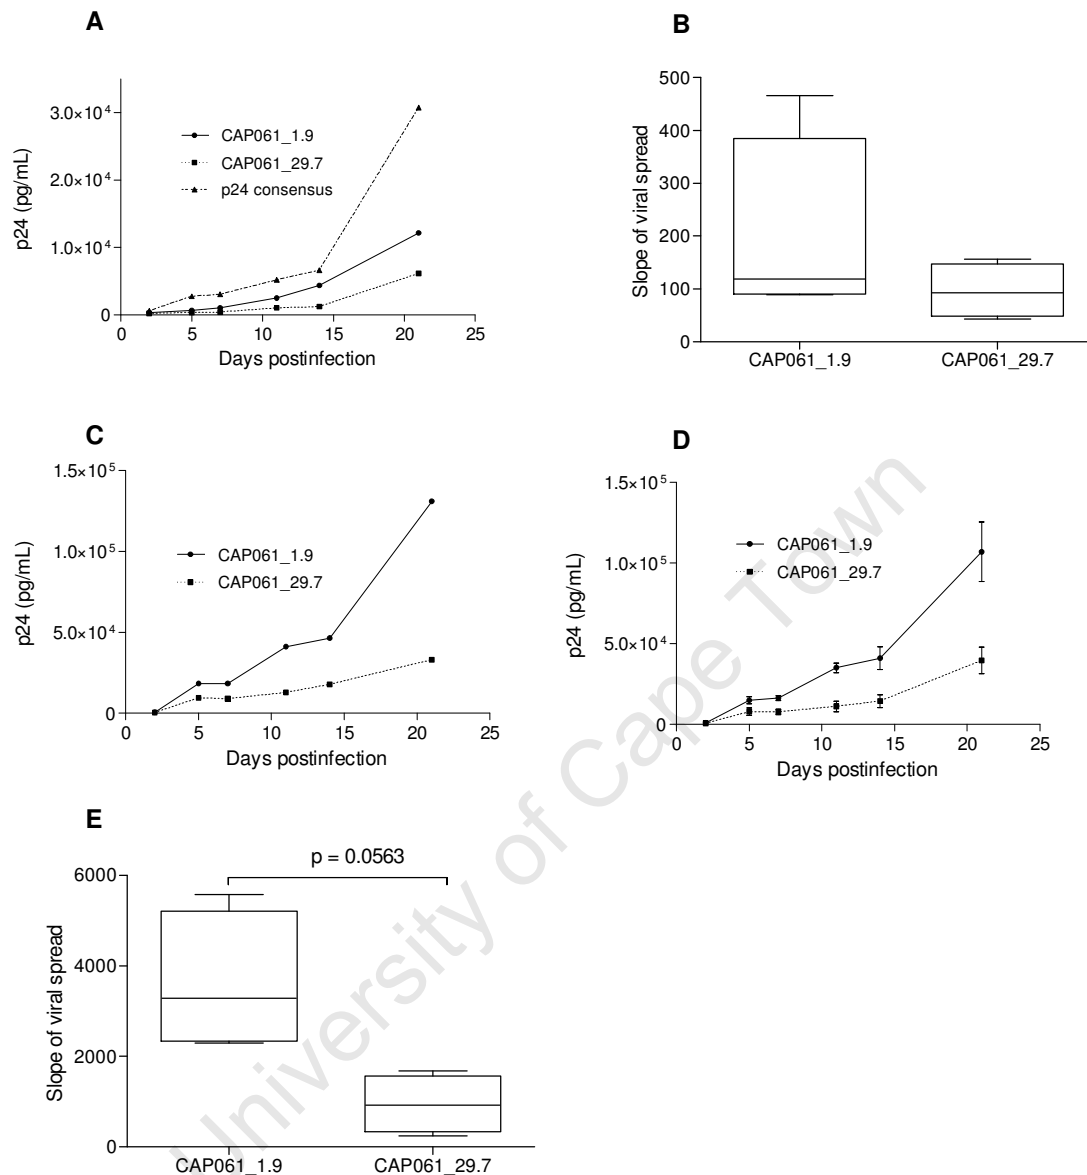 A
p24 (pg/mL)
3.0×10⁴
2.0×10⁴
1.0×10⁴
0
CAP061_1.9
CAP061_29.7
p24 consensus
0 5 10 15 20 25
Days postinfection
B
Slope of viral spread
500
400
300
200
100
0
CAP061_1.9 CAP061_29.7
C
p24 (pg/mL)
1.5×10⁵
1.0×10⁵
5.0×10⁴
0
CAP061_1.9
CAP061_29.7
0 5 10 15 20 25
Days postinfection
D
p24 (pg/mL)
1.5×10⁵
1.0×10⁵
5.0×10⁴
0
CAP061_1.9
CAP061_29.7
0 5 10 15 20 25
Days postinfection
E
p = 0.0563
Slope of viral spread
6000
4000
2000
0
CAP061_1.9 CAP061_29.7
University of Cape Town